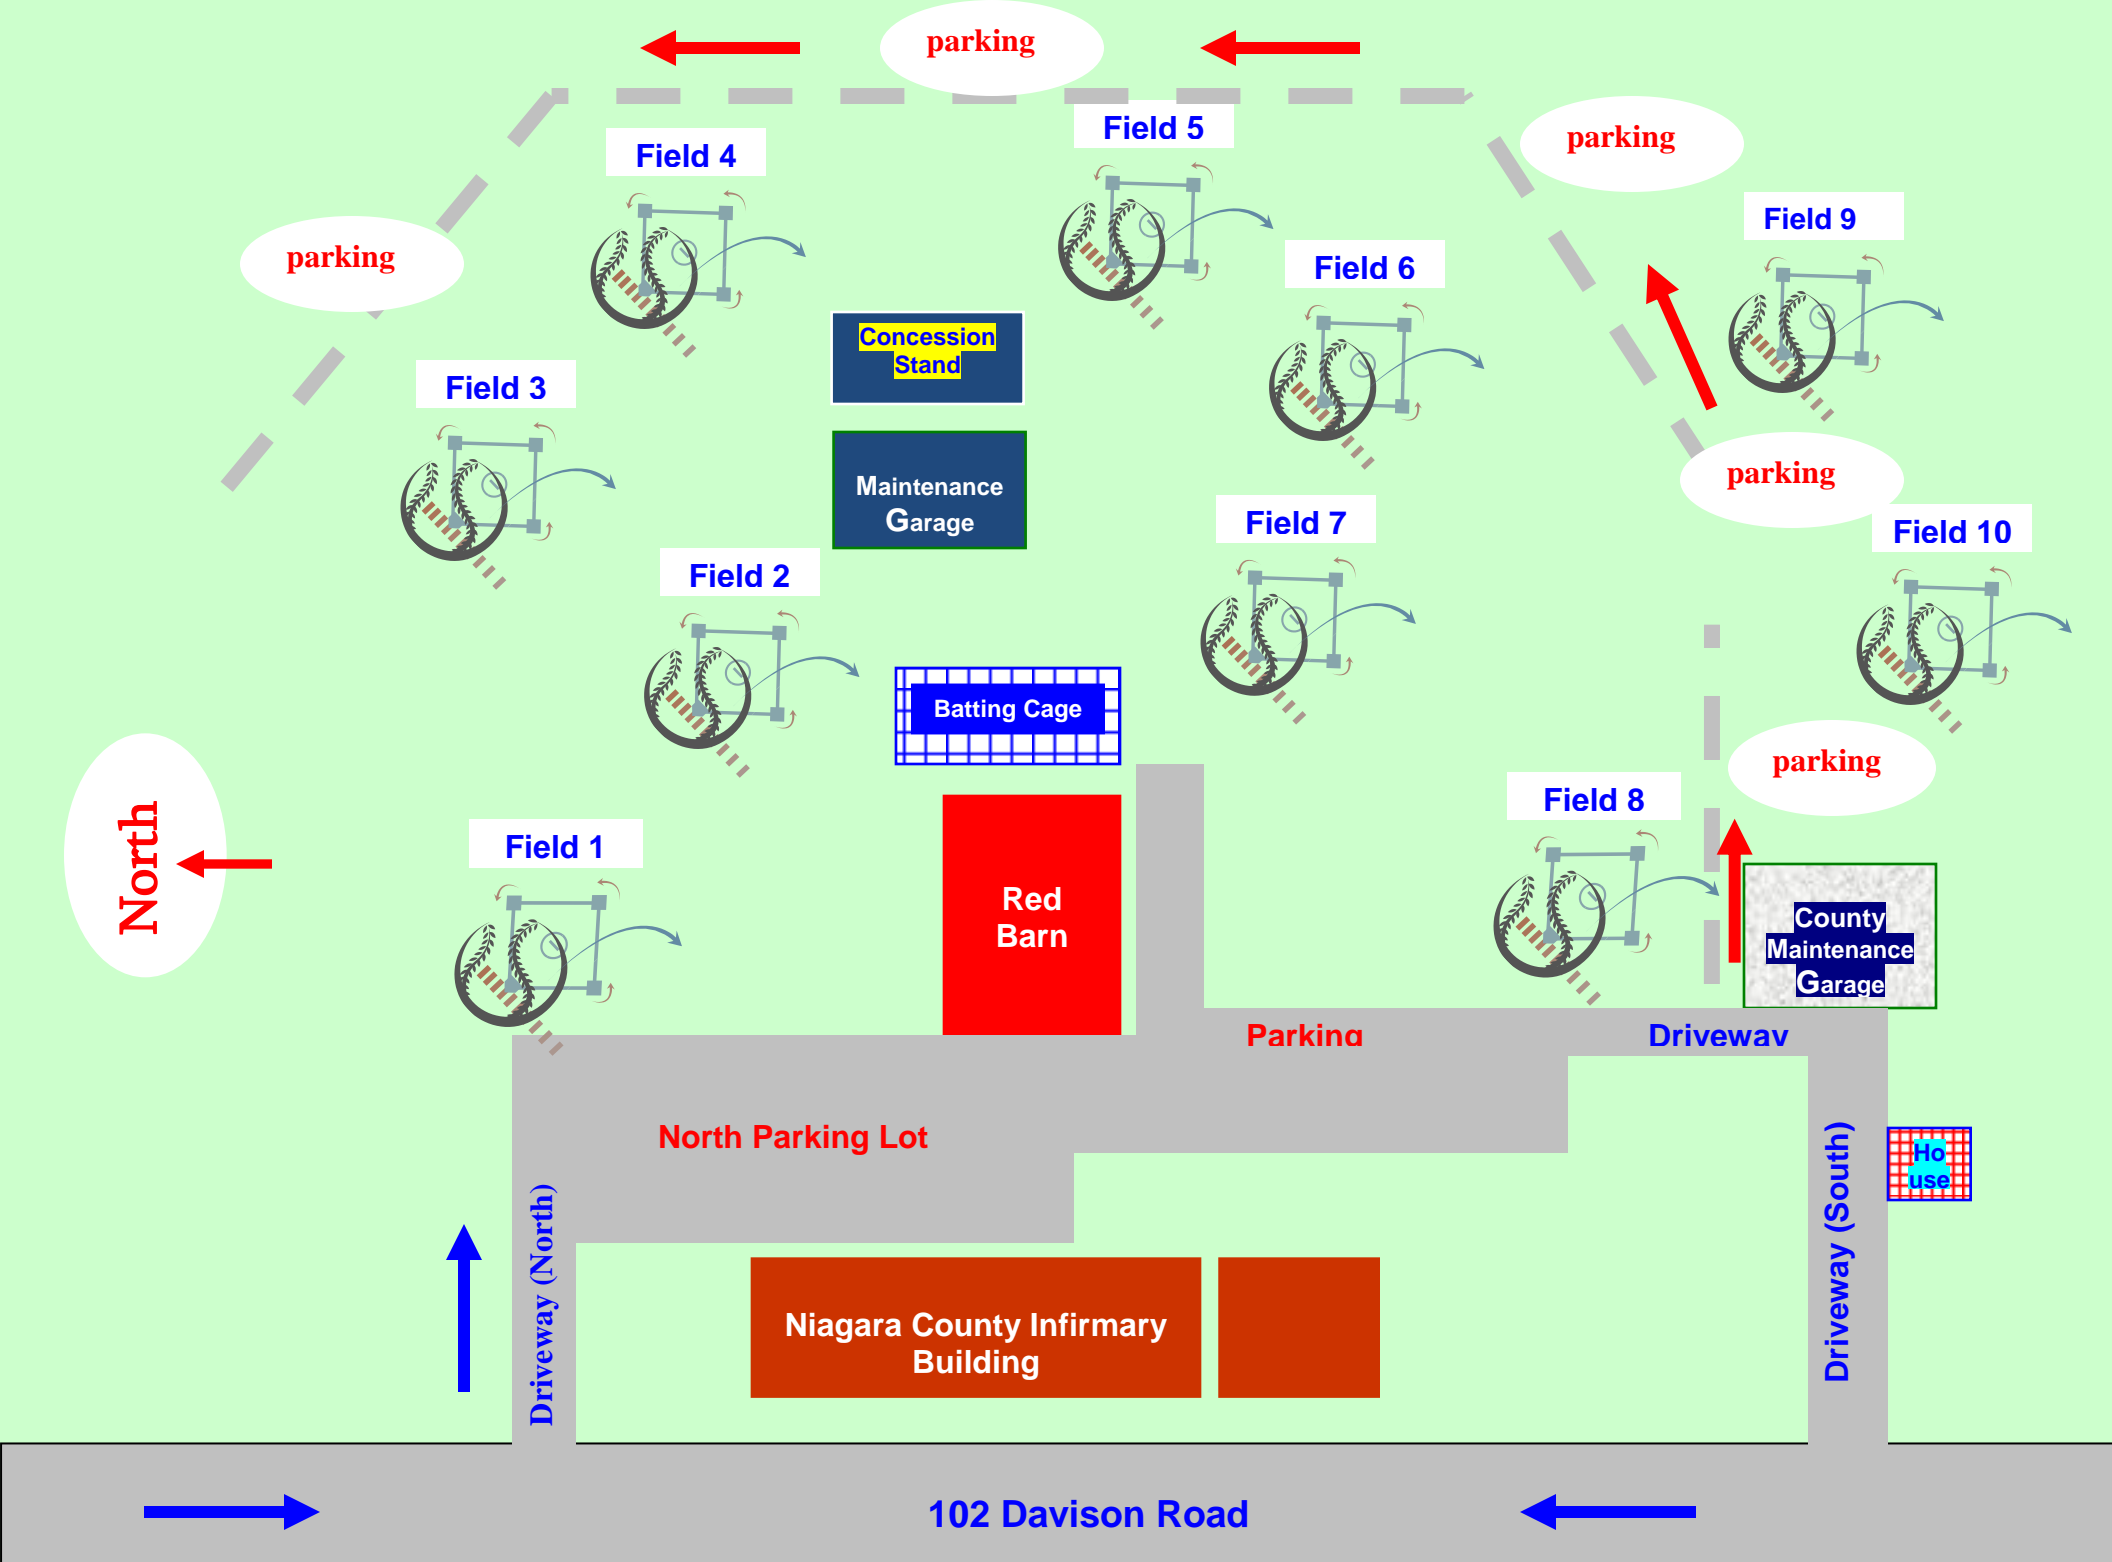 parking
parking
Field 5
Field 4
Field 9
parking
Field 6
Concession
Stand
Field 3
parking
Maintenance
Garage
Field 7
Field 10
Field 2
Batting Cage
parking
North
Field 8
Field 1
Red
Barn
County
Maintenance
Garage
Parking
Driveway
North Parking Lot
Ho
use
Driveway (North)
Driveway (South)
Niagara County Infirmary
Building
102 Davison Road